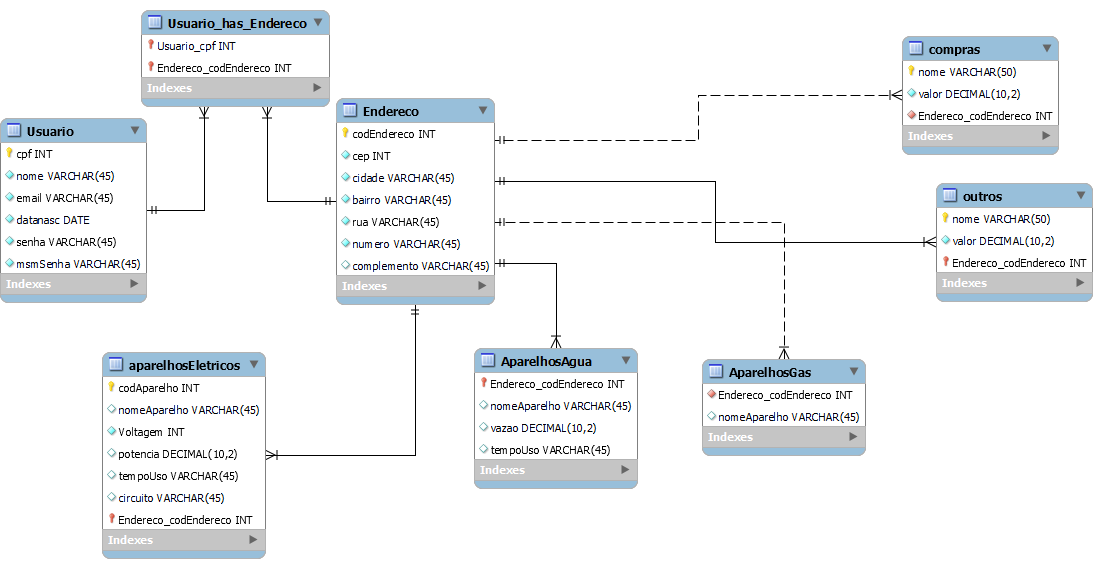 Usuario_has_Endereco
Usuario_cpf INT
Endereco_codEndereco INT
Indexes
Usuario
cpf INT
nome VARCHAR(45)
email VARCHAR(45)
datanasc DATE
senha VARCHAR(45)
msmSenha VARCHAR(45)
Indexes
Endereco
codEndereco INT
cep INT
cidade VARCHAR(45)
bairro VARCHAR(45)
rua VARCHAR(45)
numero VARCHAR(45)
complemento VARCHAR(45)
Indexes
compras
nome VARCHAR(50)
valor DECIMAL(10,2)
Endereco_codEndereco INT
Indexes
outros
nome VARCHAR(50)
valor DECIMAL(10,2)
Endereco_codEndereco INT
Indexes
aparelhosEletricos
codAparelho INT
nomeAparelho VARCHAR(45)
Voltagem INT
potencia DECIMAL(10,2)
tempoUso VARCHAR(45)
circuito VARCHAR(45)
Endereco_codEndereco INT
Indexes
AparelhosAgua
Endereco_codEndereco INT
nomeAparelho VARCHAR(45)
vazao DECIMAL(10,2)
tempoUso VARCHAR(45)
Indexes
AparelhosGas
Endereco_codEndereco INT
nomeAparelho VARCHAR(45)
Indexes